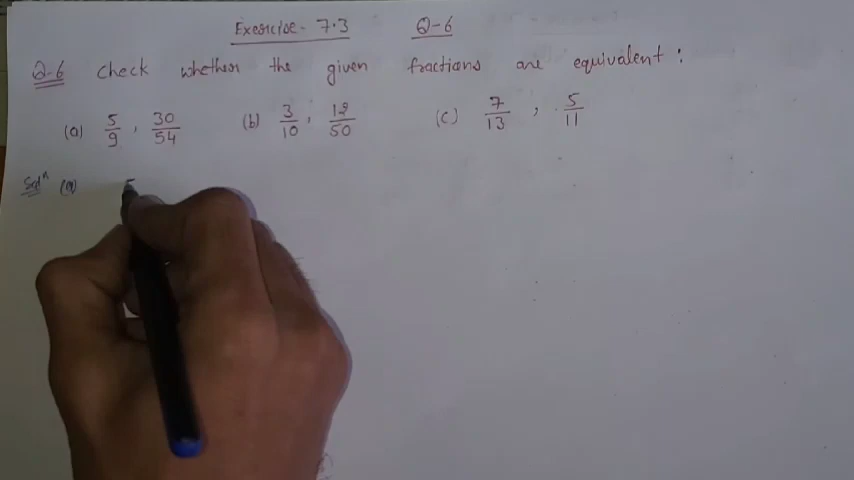 Exercise - 7.3 Q-6
Q-6 Check whether the given fractions are equivalent :
(a) 5/9 , 30/54 (b) 3/10 , 12/50 (c) 7/13 , 5/11
Solⁿ (a) 5